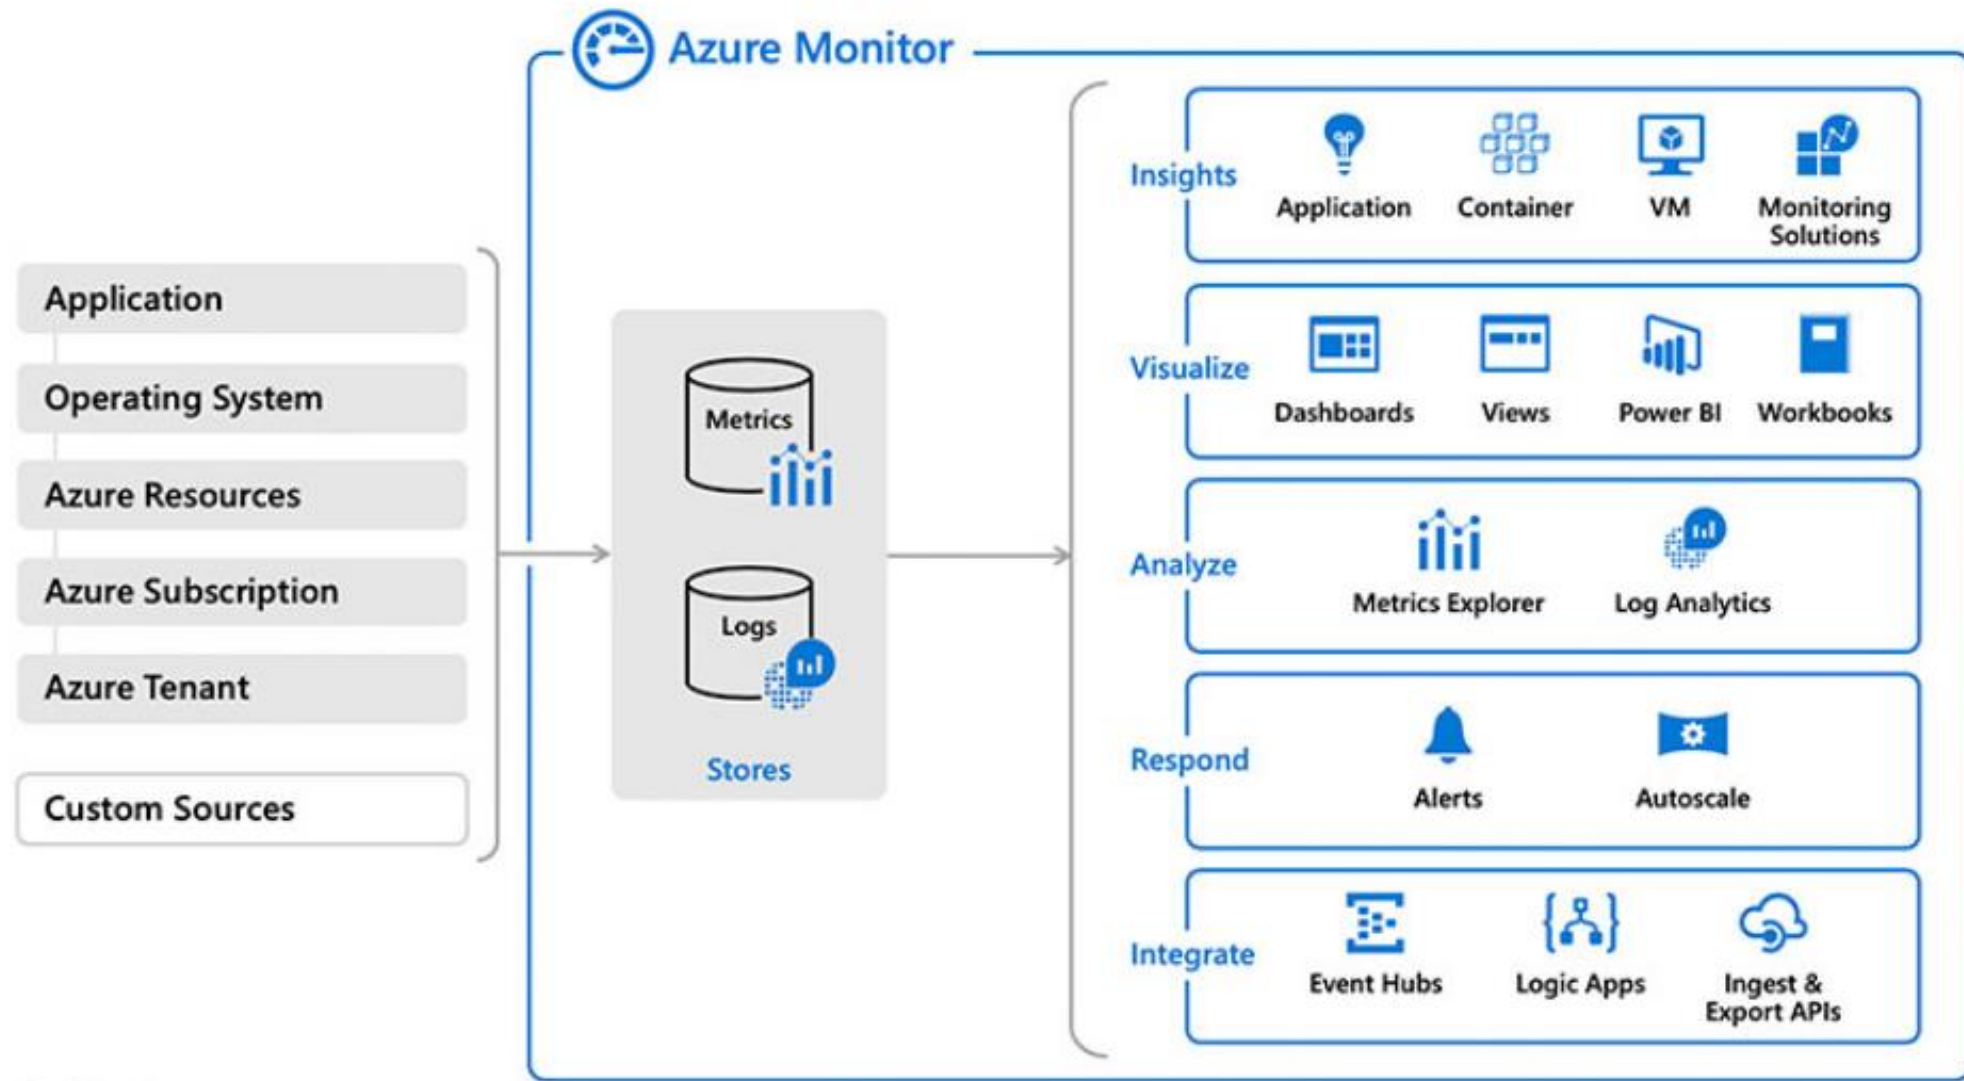 Azure Monitor
Application
Operating System
Azure Resources
Azure Subscription
Azure Tenant
Custom Sources
Metrics
Logs
Stores
Insights
Application
Container
VM
Monitoring
Solutions
Visualize
Dashboards
Views
Power BI
Workbooks
Analyze
Metrics Explorer
Log Analytics
Respond
Alerts
Autoscale
Integrate
Event Hubs
Logic Apps
Ingest &
Export APIs